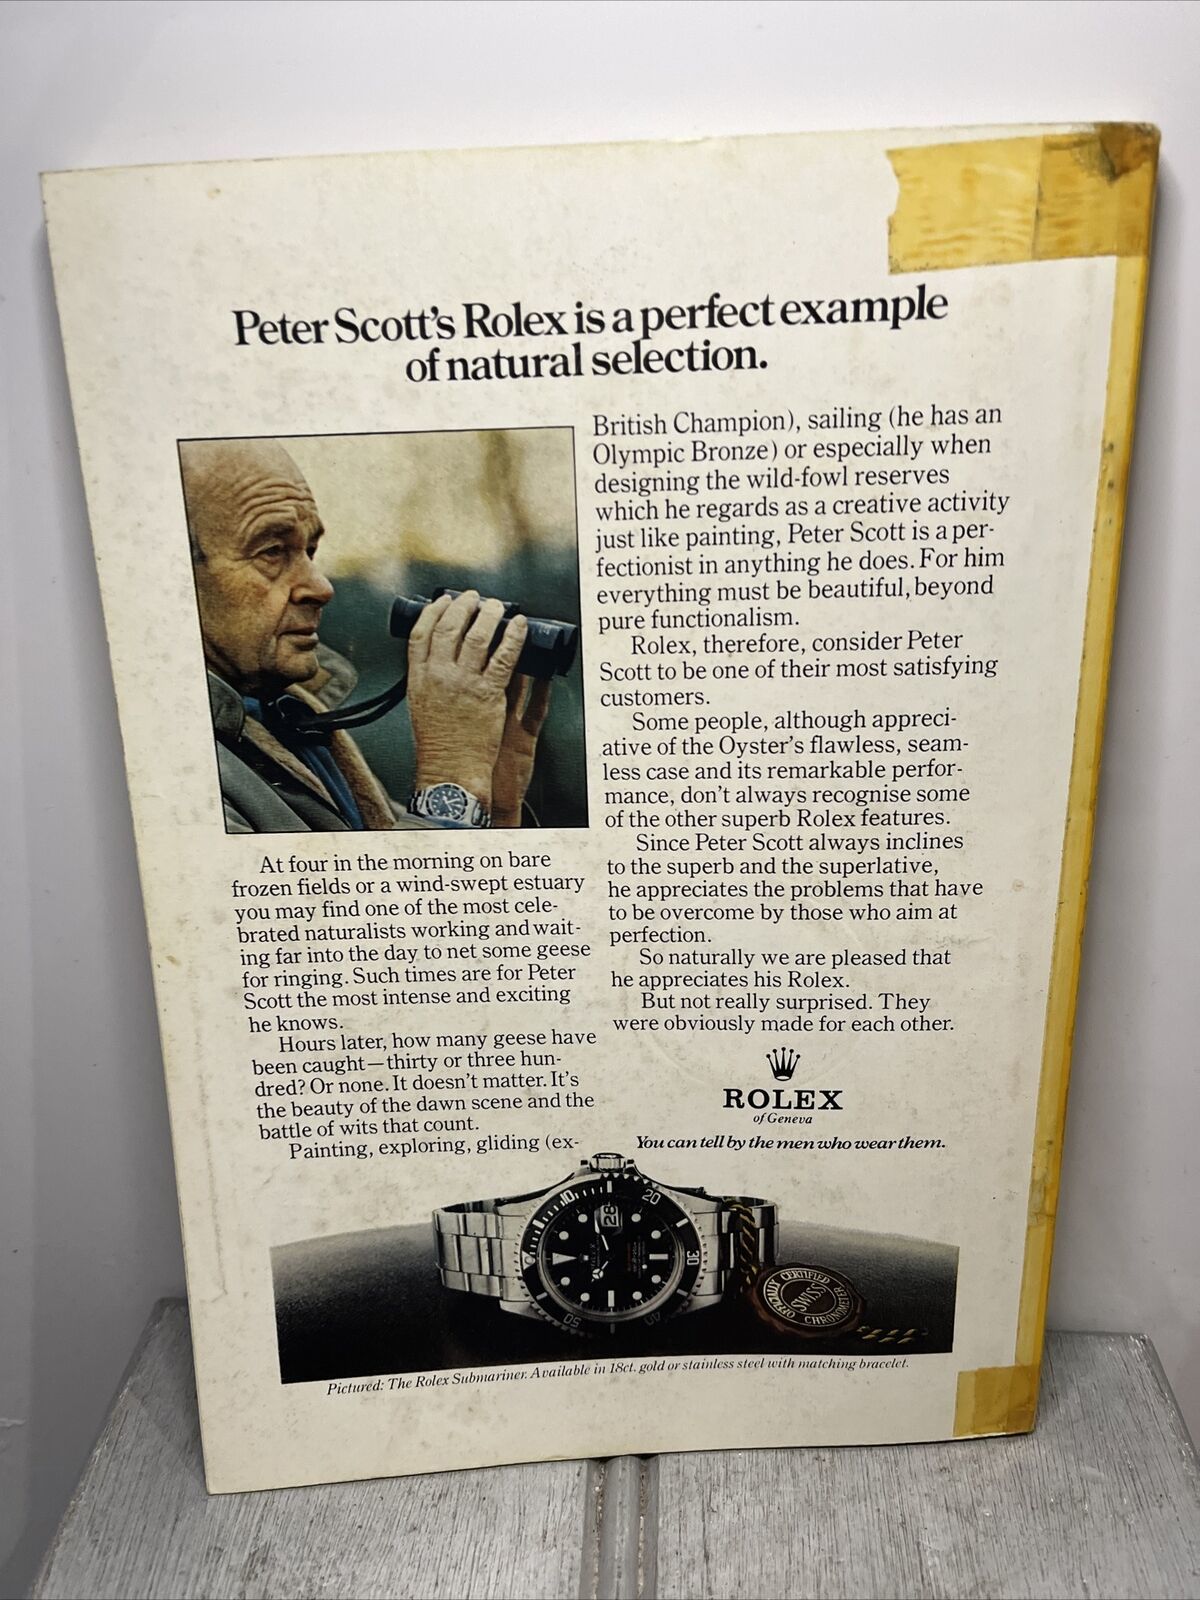 Peter Scott's Rolex is a perfect example
of natural selection.
At four in the morning on bare
frozen fields or a wind-swept estuary
you may find one of the most cele-
brated naturalists working and wait-
ing far into the day to net some geese
for ringing. Such times are for Peter
Scott the most intense and exciting
he knows.
Hours later, how many geese have
been caught—thirty or three hun-
dred? Or none. It doesn't matter. It's
the beauty of the dawn scene and the
battle of wits that count.
Painting, exploring, gliding (ex-
British Champion), sailing (he has an
Olympic Bronze) or especially when
designing the wild-fowl reserves
which he regards as a creative activity
just like painting, Peter Scott is a per-
fectionist in anything he does. For him
everything must be beautiful, beyond
pure functionalism.
Rolex, therefore, consider Peter
Scott to be one of their most satisfying
customers.
Some people, although appreci-
ative of the Oyster's flawless, seam-
less case and its remarkable perfor-
mance, don't always recognise some
of the other superb Rolex features.
Since Peter Scott always inclines
to the superb and the superlative,
he appreciates the problems that have
to be overcome by those who aim at
perfection.
So naturally we are pleased that
he appreciates his Rolex.
But not really surprised. They
were obviously made for each other.
ROLEX
of Geneva
You can tell by the men who wear them.
10
20
30
40
50
28
ROLEX
OFFICIALLY CERTIFIED
SWISS
CHRONOMETER
Pictured: The Rolex Submariner. Available in 18ct. gold or stainless steel with matching bracelet.